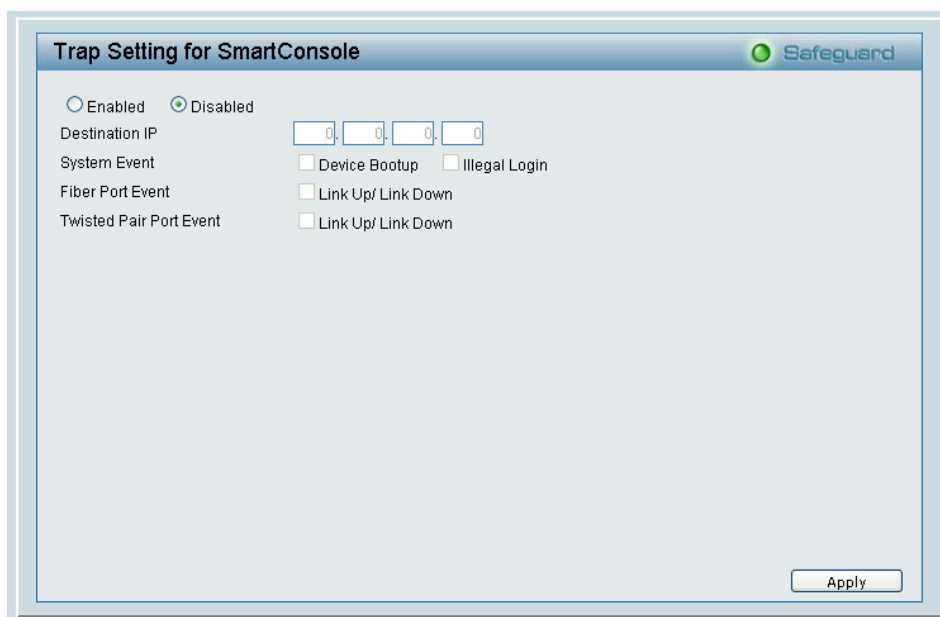 Trap Setting for SmartConsole Safeguard
Enabled Disabled
Destination IP 0. 0. 0. 0
System Event Device Bootup Illegal Login
Fiber Port Event Link Up/ Link Down
Twisted Pair Port Event Link Up/ Link Down
Apply